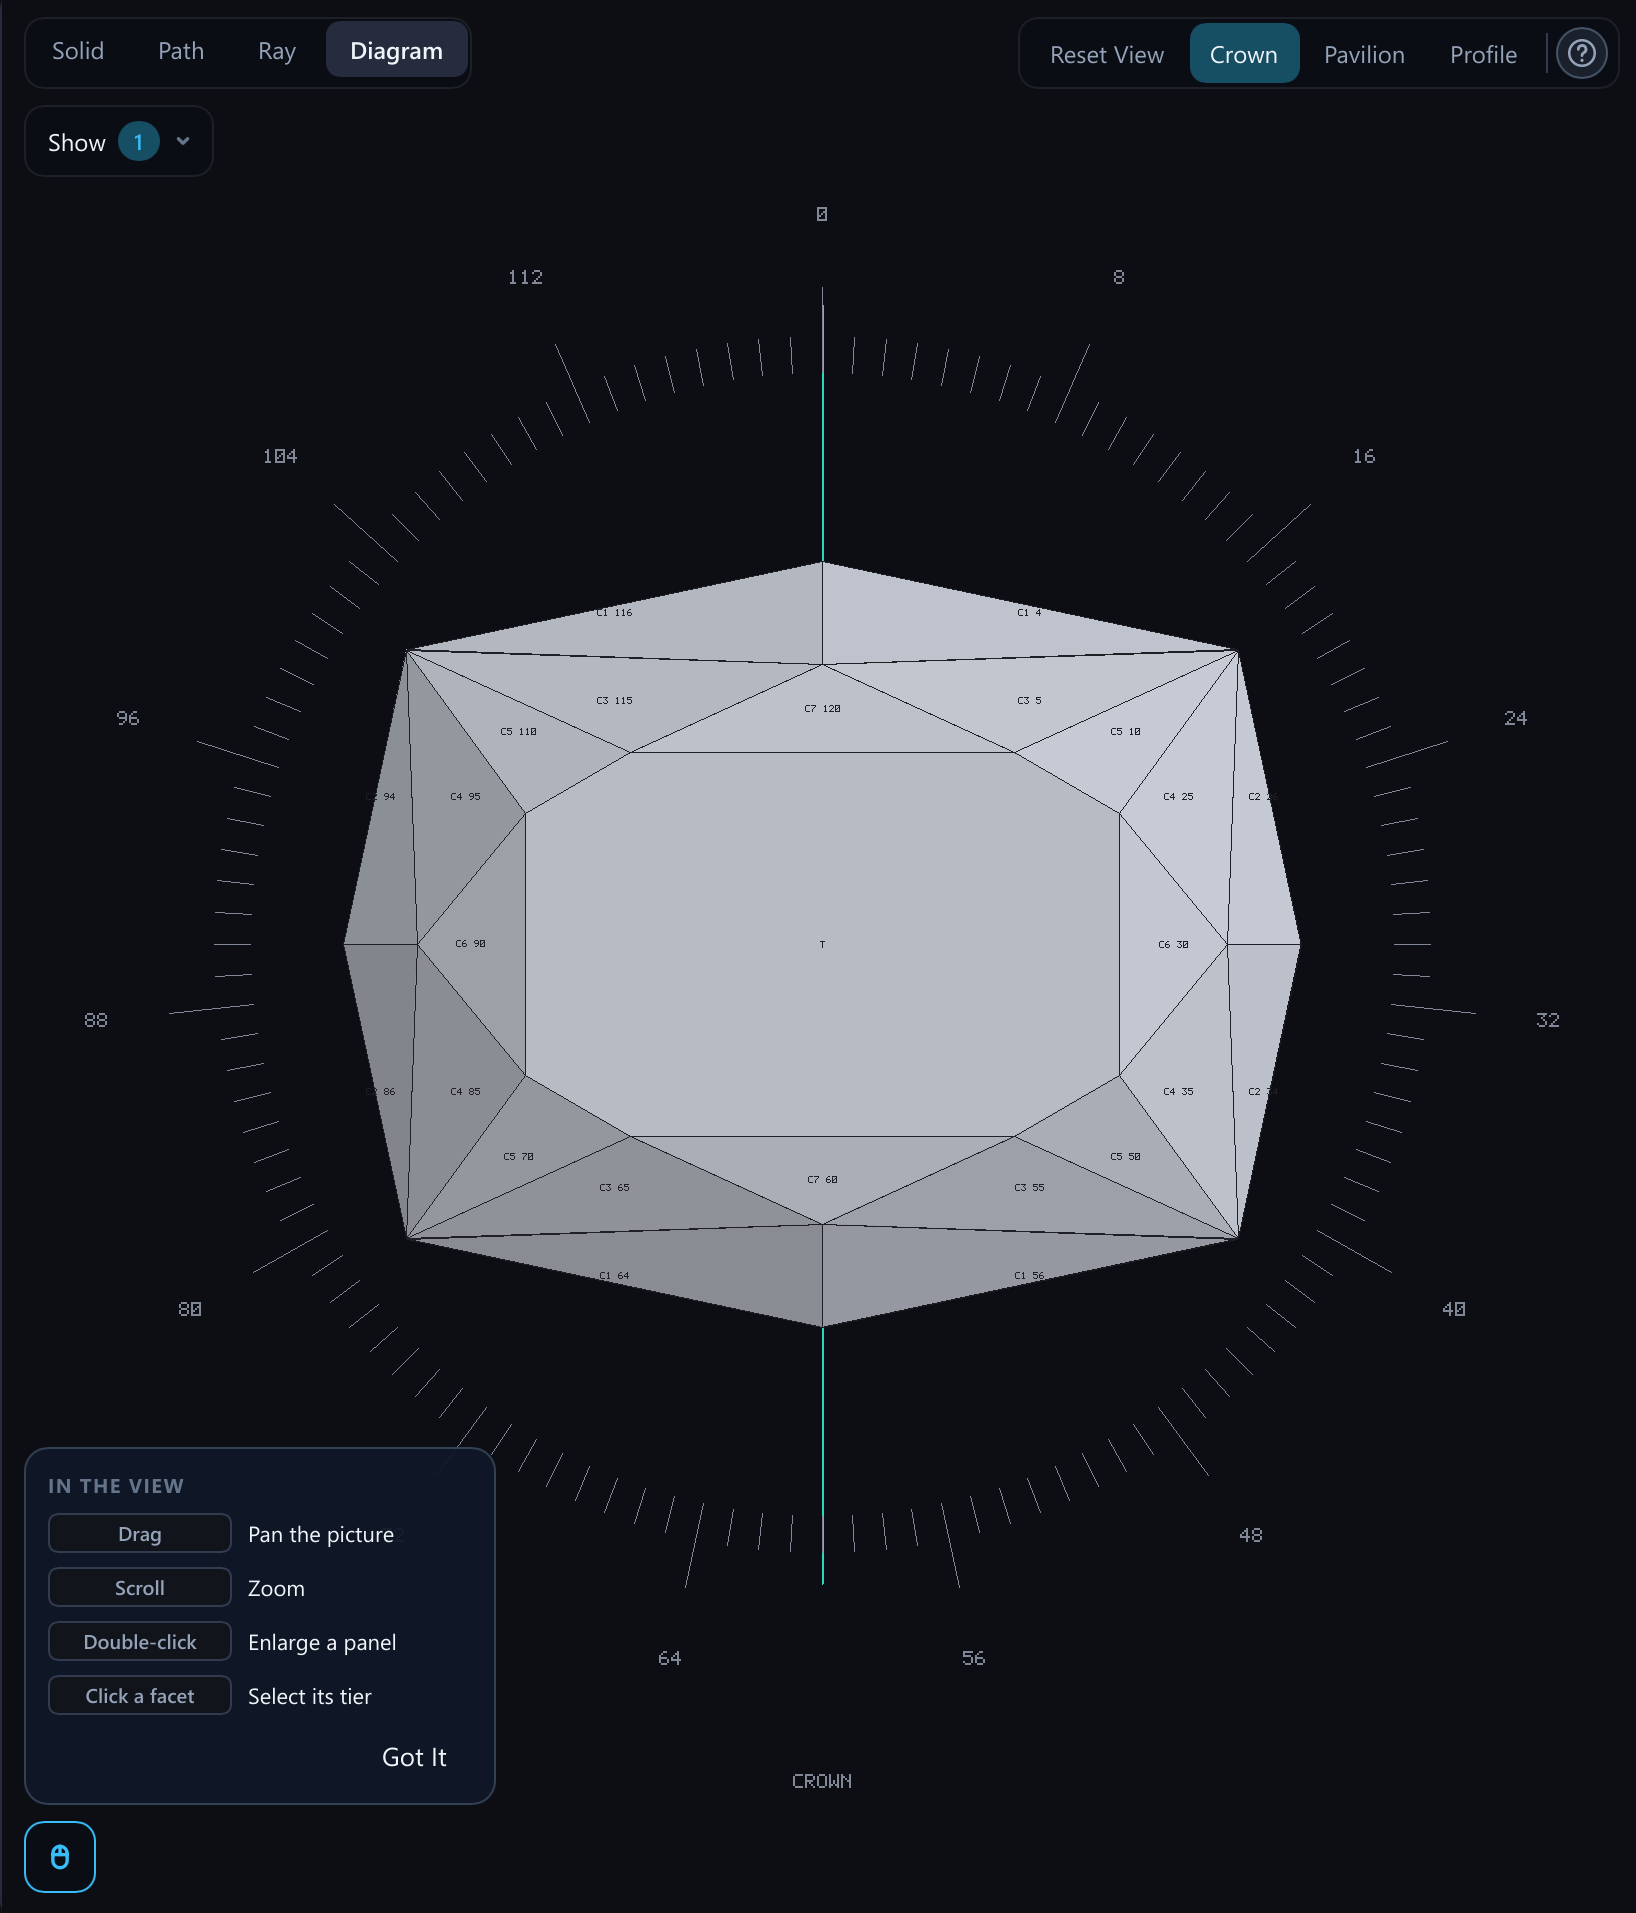 Solid Path Ray Diagram
Reset View Crown Pavilion Profile ?
Show 1
0
112 8
104 16
C1 116 C1 4
C3 115 C7 120 C3 5
96 24
C5 110 C5 10
94 C4 95 C4 25 C2
C6 90 T C6 30
88 32
86 C4 85 C4 35 C2
C5 70 C5 50
C3 65 C7 60 C3 55
C1 64 C1 56
80 40
IN THE VIEW
Drag Pan the picture
48
Scroll Zoom
Double-click Enlarge a panel
64 56
Click a facet Select its tier
Got It
CROWN